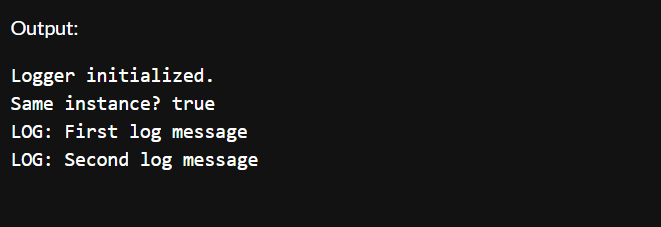 Output:
Logger initialized.
Same instance? true
LOG: First log message
LOG: Second log message